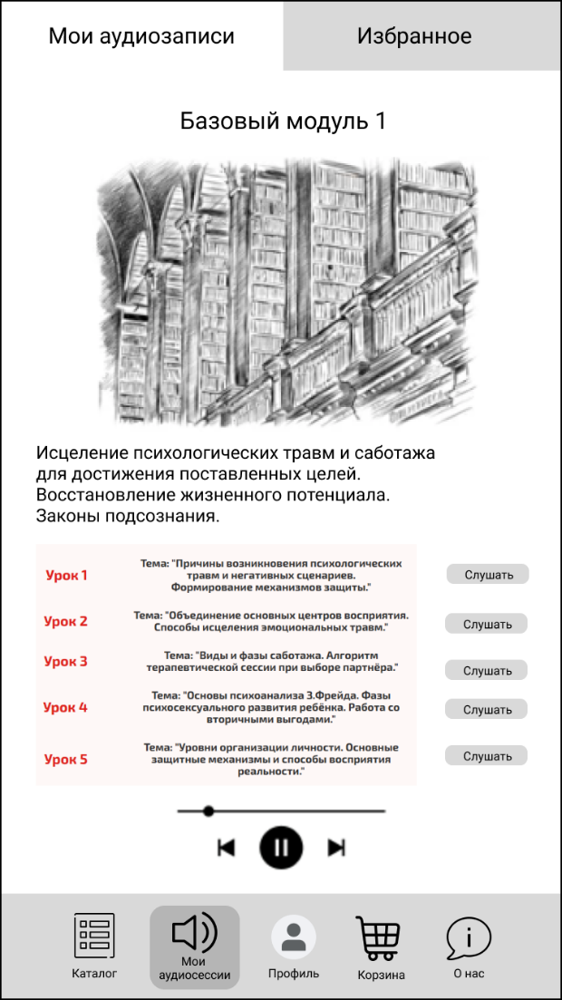 Мои аудиозаписи
Избранное
Базовый модуль 1
Исцеление психологических травм и саботажа
для достижения поставленных целей.
Восстановление жизненного потенциала.
Законы подсознания.
Урок 1
Тема: "Причины возникновения психологических
травм и негативных сценариев.
Формирование механизмов защиты."
Слушать
Урок 2
Тема: "Объединение основных центров восприятия.
Способы исцеления эмоциональных травм."
Слушать
Урок 3
Тема: "Виды и фазы саботажа. Алгоритм
терапевтической сессии при выборе партнёра."
Слушать
Урок 4
Тема: "Основы психоанализа З.Фрейда. Фазы
психосексуального развития ребёнка. Работа со
вторичными выгодами."
Слушать
Урок 5
Тема: "Уровни организации личности. Основные
защитные механизмы и способы восприятия
реальности."
Слушать
Каталог
Мои
аудиосессии
Профиль
Корзина
О нас